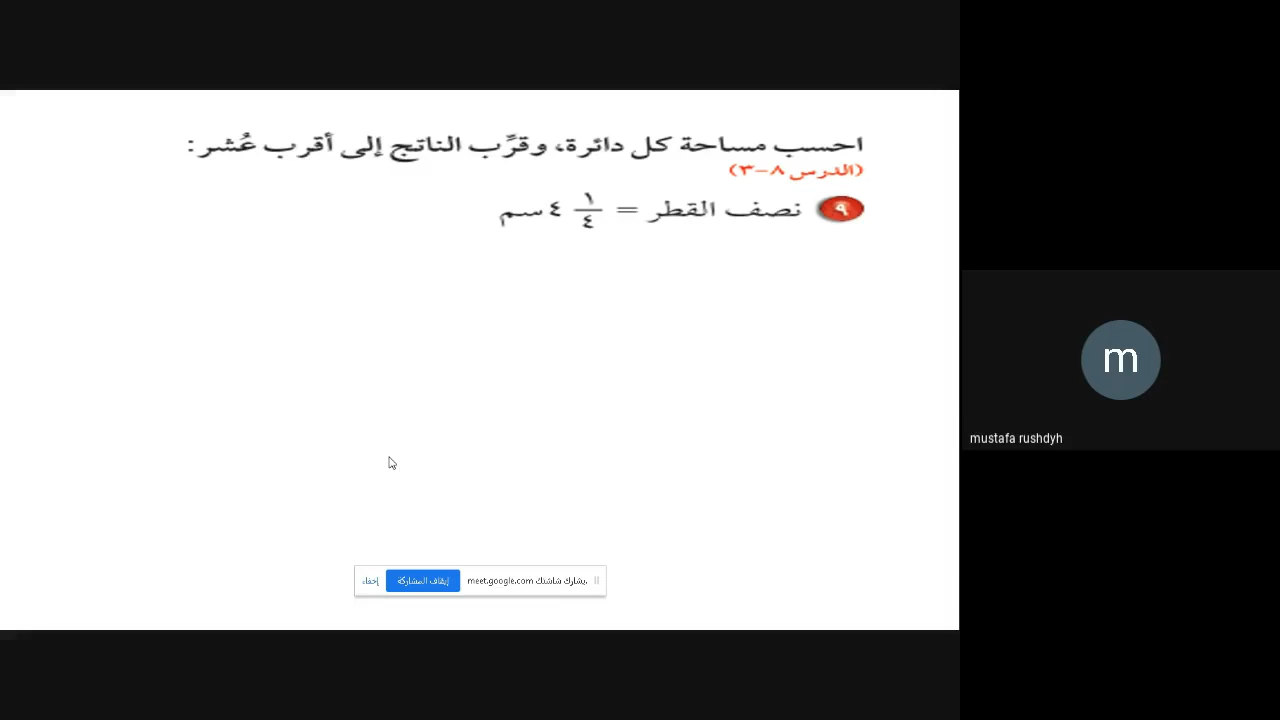 احسب مساحة كل دائرة، وقرِّب الناتج إلى أقرب عُشر:
(الدرس ٨-٣)
٩ نصف القطر = ٤ ١/٤ سم
m
mustafa rushdyh
يشارك شاشتك meet.google.com. إيقاف المشاركة إخفاء